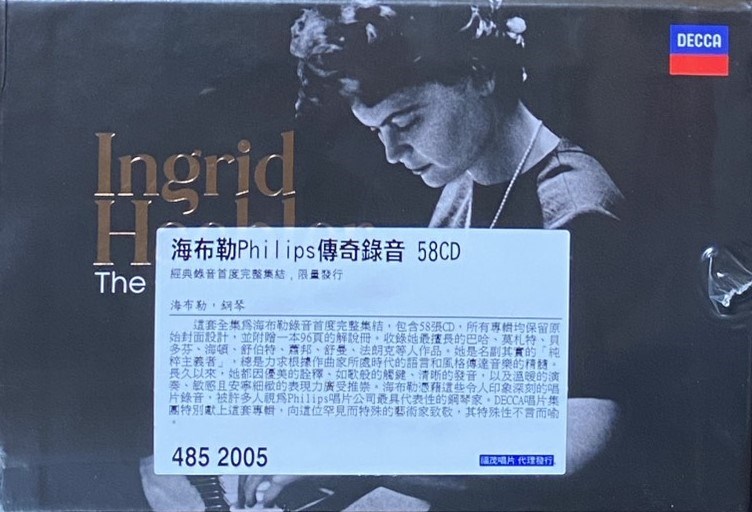 DECCA
Ingrid
Haebler
The
海布勒Philips傳奇錄音 58CD
經典錄音首度完整集結，限量發行
海布勒，鋼琴
這套全集為海布勒錄音首度完整集結，包含58張CD，所有專輯均保留原
始封面設計，並附贈一本96頁的解說冊。收錄她最擅長的巴哈、莫札特、貝
多芬、海頓、舒伯特、蕭邦、舒曼、法朗克等人作品。她是名副其實的「純
粹主義者」，總是力求根據作曲家所處時代的語言和風格傳達音樂的精髓。
長久以來，她都因優美的詮釋、如歌般的觸鍵、清晰的發音，以及溫暖的演
奏、敏感且安寧細緻的表現力廣受推崇。海布勒憑藉這些令人印象深刻的唱
片錄音，被許多人視為Philips唱片公司最具代表性的鋼琴家。DECCA唱片集
團特別獻上這套專輯，向這位罕見而特殊的藝術家致敬，其特殊性不言而喻
。
485 2005
福茂唱片 代理發行